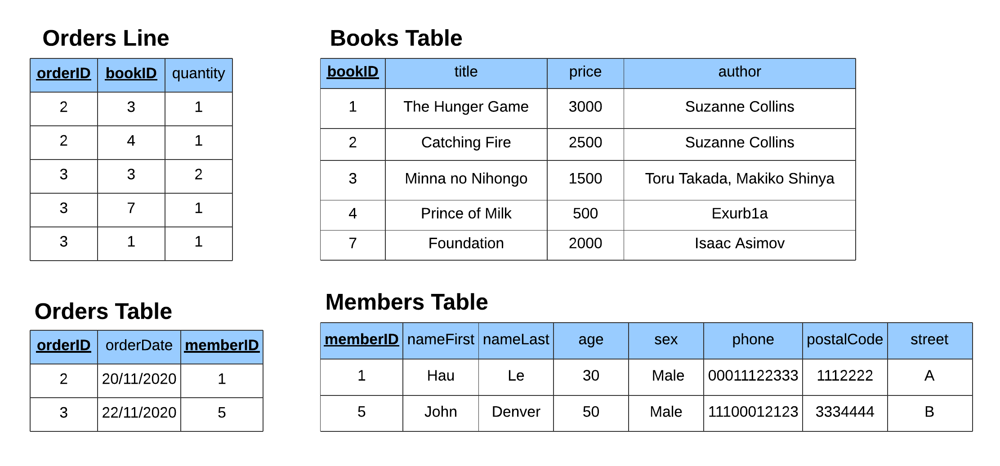 Orders Line
orderID bookID quantity
2 3 1
2 4 1
3 3 2
3 7 1
3 1 1
Books Table
bookID title price author
1 The Hunger Game 3000 Suzanne Collins
2 Catching Fire 2500 Suzanne Collins
3 Minna no Nihongo 1500 Toru Takada, Makiko Shinya
4 Prince of Milk 500 Exurb1a
7 Foundation 2000 Isaac Asimov
Orders Table
orderID orderDate memberID
2 20/11/2020 1
3 22/11/2020 5
Members Table
memberID nameFirst nameLast age sex phone postalCode street
1 Hau Le 30 Male 00011122333 1112222 A
5 John Denver 50 Male 11100012123 3334444 B